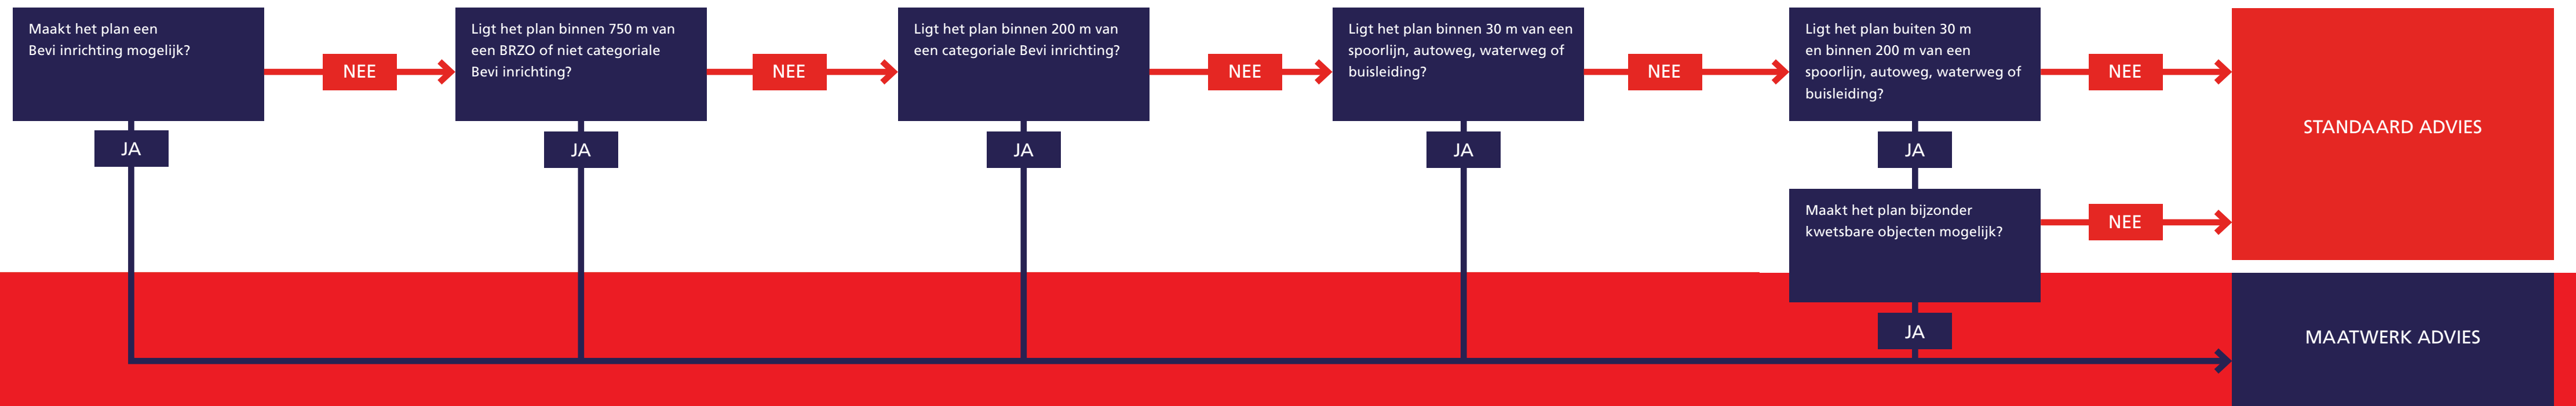 Maakt het plan een
Bevi inrichting mogelijk?
NEE
JA
Ligt het plan binnen 750 m van
een BRZO of niet categoriale
Bevi inrichting?
NEE
JA
Ligt het plan binnen 200 m van
een categoriale Bevi inrichting?
NEE
JA
Ligt het plan binnen 30 m van een
spoorlijn, autoweg, waterweg of
buisleiding?
NEE
JA
Ligt het plan buiten 30 m
en binnen 200 m van een
spoorlijn, autoweg, waterweg of
buisleiding?
NEE
JA
Maakt het plan bijzonder
kwetsbare objecten mogelijk?
NEE
JA
STANDAARD ADVIES
MAATWERK ADVIES